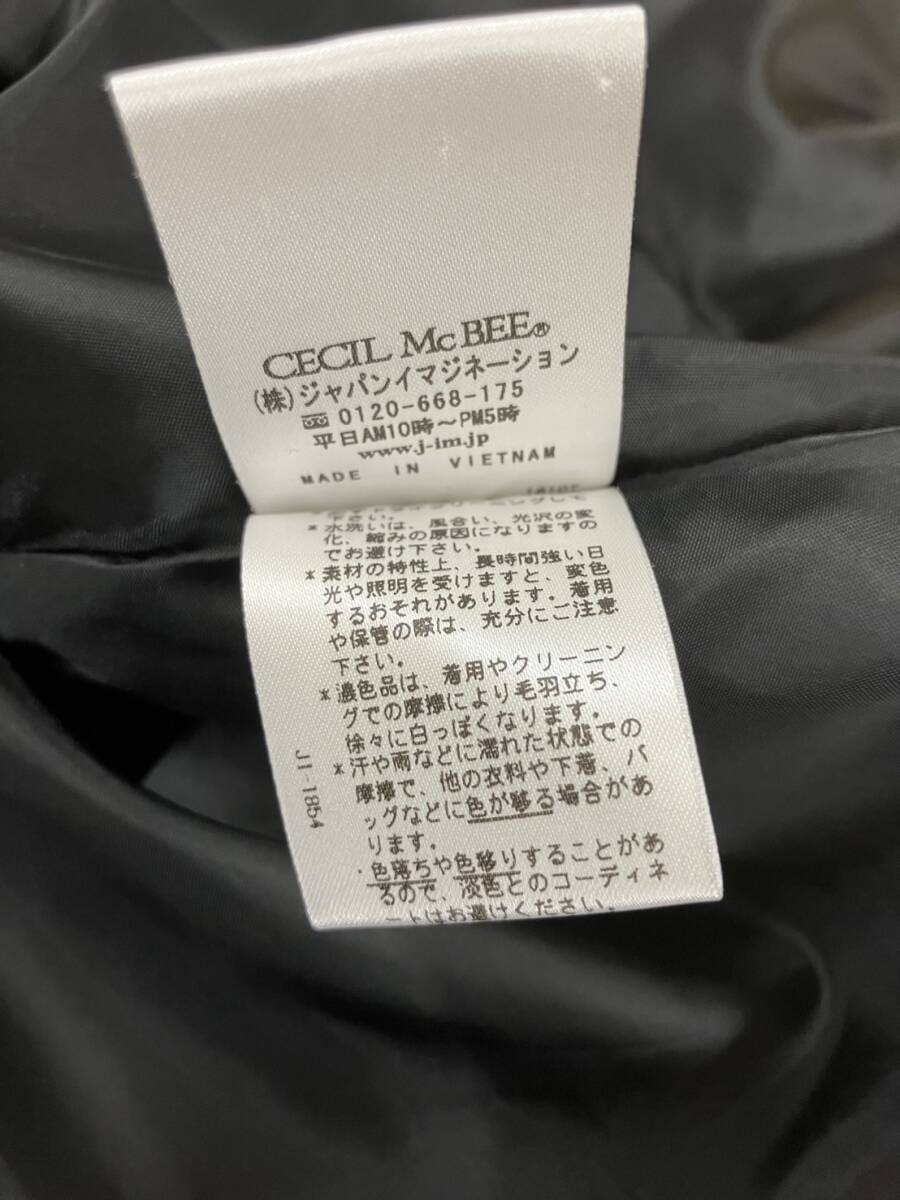 CECIL McBEE®
(株)ジャパンイマジネーション
0120-668-175
平日AM10時～PM5時
www.j-im.jp
MADE IN VIETNAM
下さい。
*水洗いは、風合い、光沢の変
化、縮みの原因になりますの
でお避け下さい。
*素材の特性上、長時間強い日
光や照明を受けますと、変色
するおそれがあります。着用
や保管の際は、充分にご注意
下さい。
*濃色品は、着用やクリーニン
グでの摩擦により毛羽立ち、
徐々に白っぽくなります。
*汗や雨などに濡れた状態での
摩擦で、他の衣料や下着、バ
ッグなどに色が移る場合があ
ります。
・色落ちや色移りすることがあ
るので、淡色とのコーディネ
ートはお避けください。
J1-1854